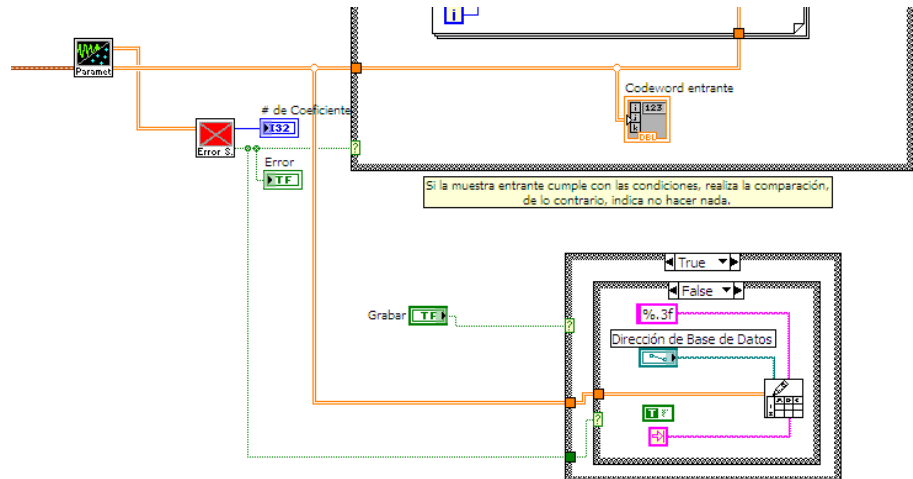 i
Paramet
Codeword entrante
i
123
j
k
DBL
# de Coeficiente
I32
Error S.
?
Error
TF
Si la muestra entrante cumple con las condiciones, realiza la comparación,
de lo contrario, indica no hacer nada.
True
False
Grabar
TF
?
%.3f
Dirección de Base de Datos
?
T F